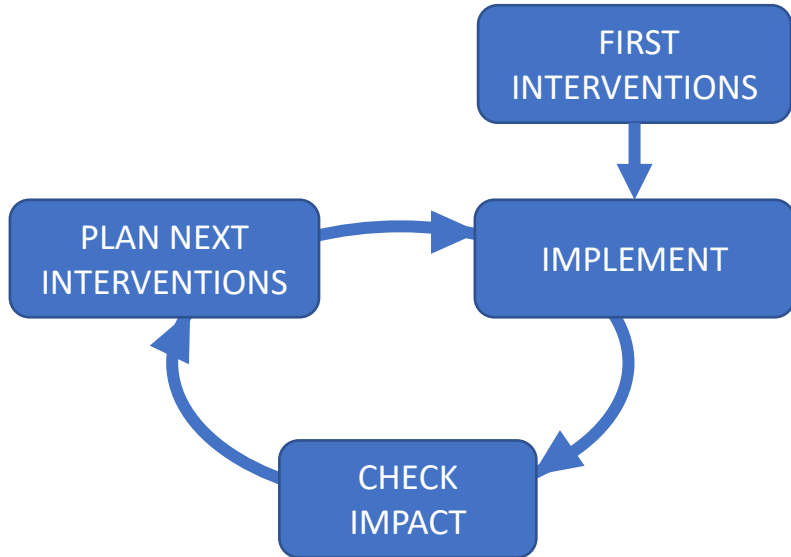 FIRST
INTERVENTIONS
PLAN NEXT
INTERVENTIONS
IMPLEMENT
CHECK
IMPACT